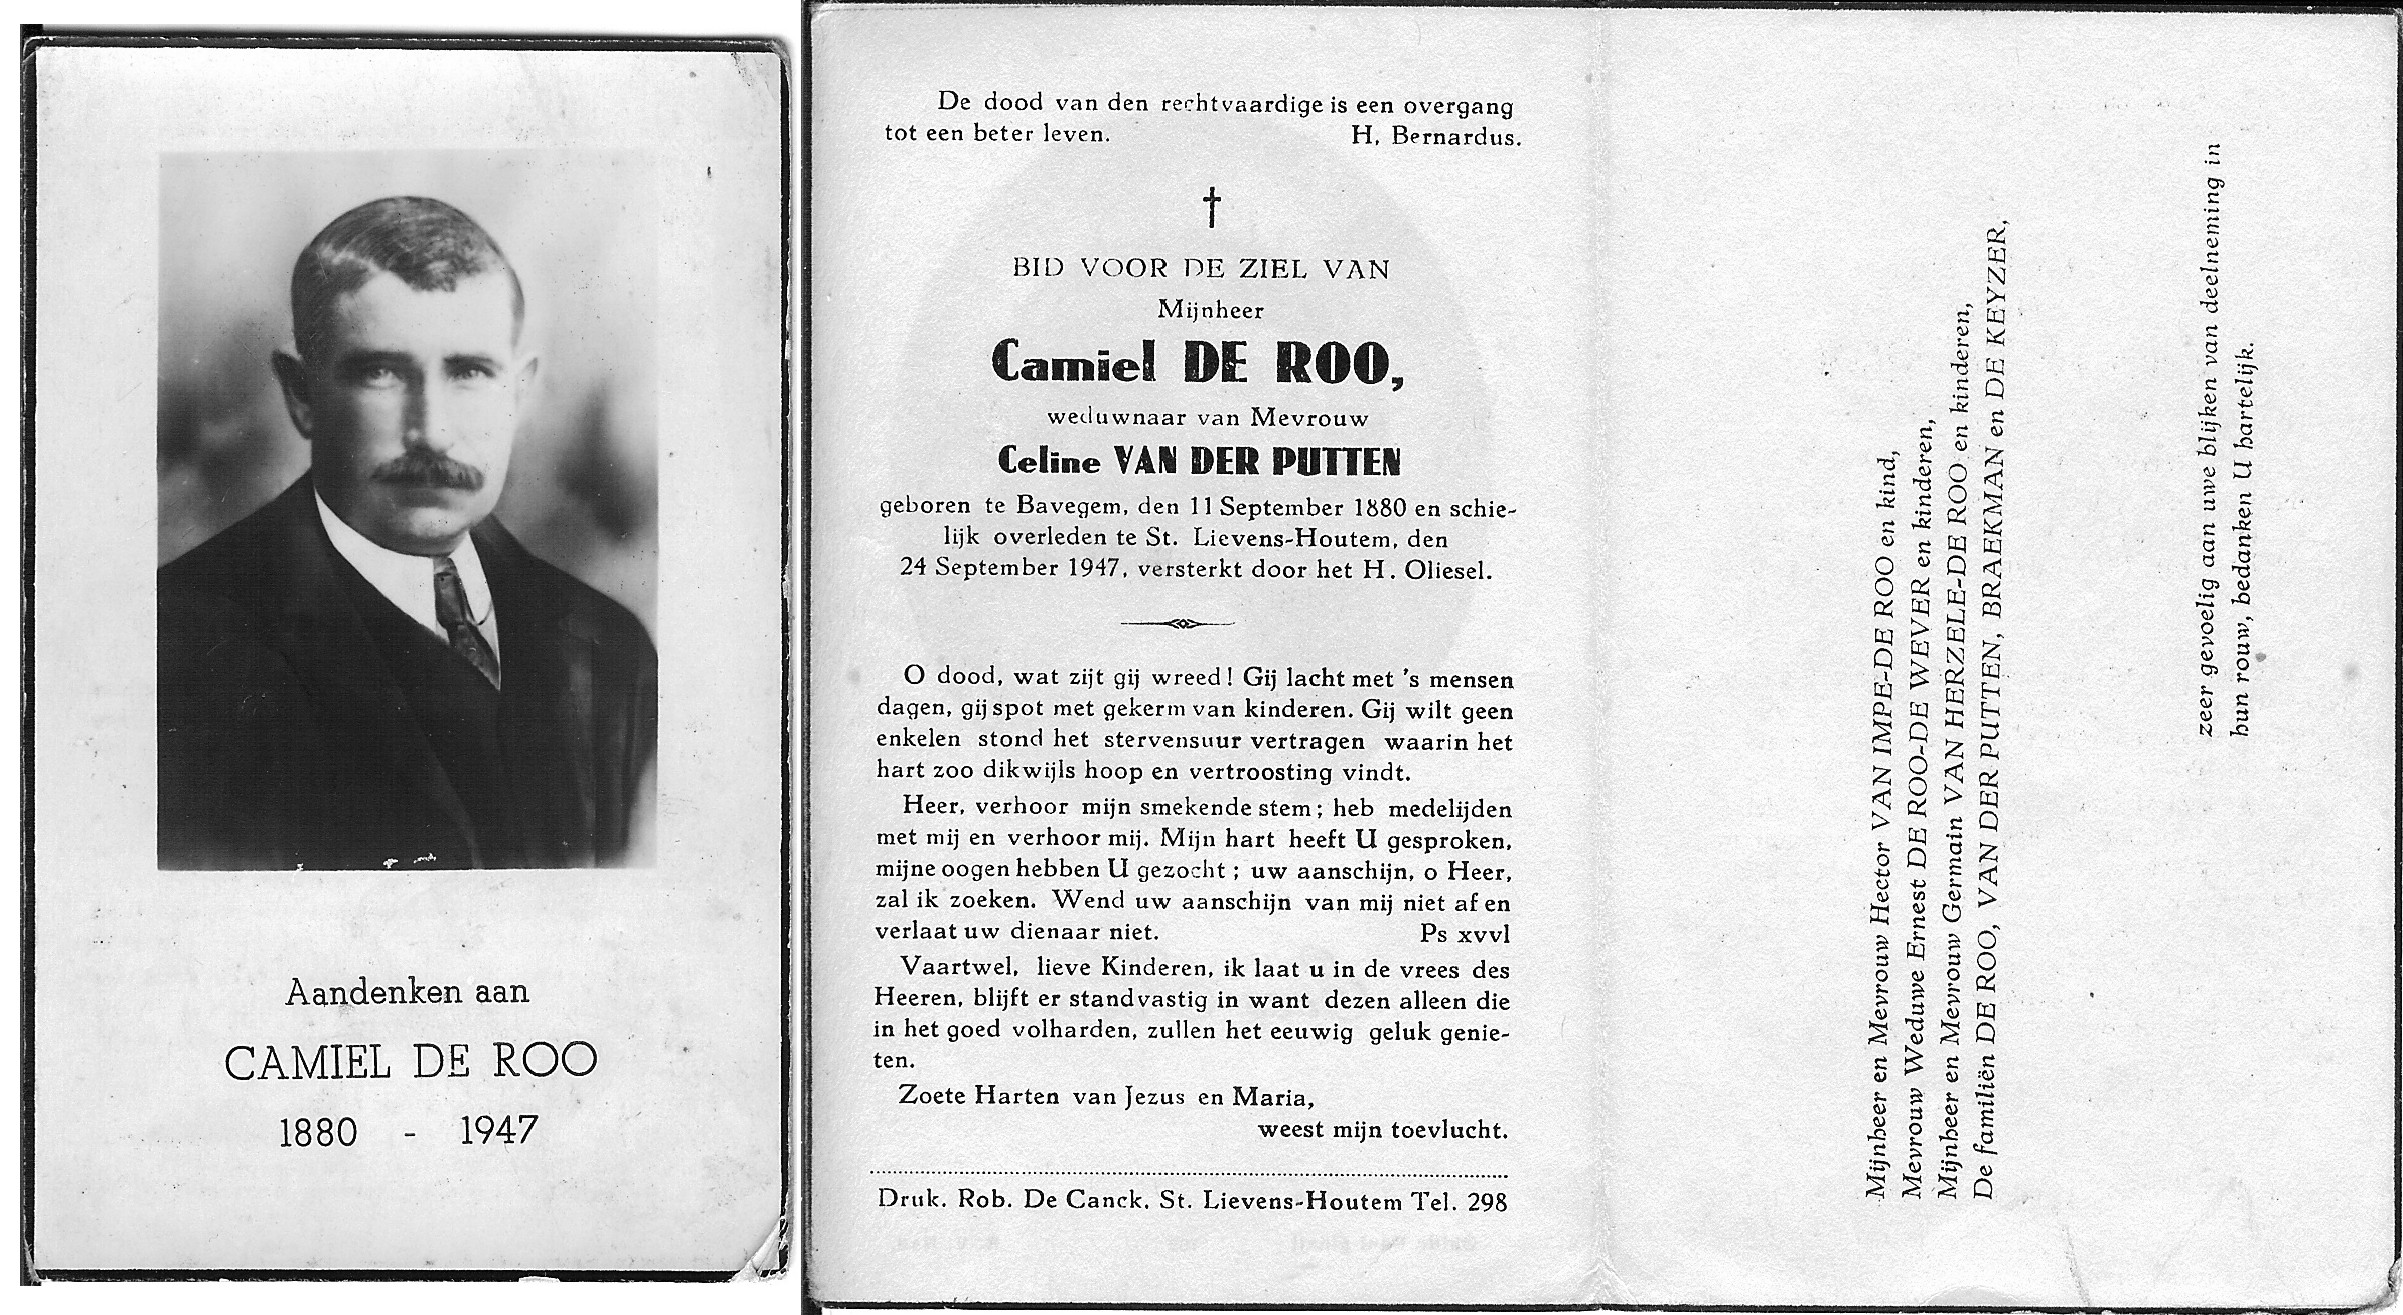 Aandenken aan
CAMIEL DE ROO
1880 - 1947
De dood van den rechtvaardige is een overgang
tot een beter leven. H. Bernardus.
BID VOOR DE ZIEL VAN
Mijnheer
Camiel DE ROO,
weduwnaar van Mevrouw
Celine VAN DER PUTTEN
geboren te Bavegem, den 11 September 1880 en schie-
lijk overleden te St. Lievens-Houtem, den
24 September 1947, versterkt door het H. Oliesel.
O dood, wat zijt gij wreed! Gij lacht met 's mensen
dagen, gij spot met gekerm van kinderen. Gij wilt geen
enkelen stond het stervensuur vertragen waarin het
hart zoo dikwijls hoop en vertroosting vindt.
Heer, verhoor mijn smekende stem; heb medelijden
met mij en verhoor mij. Mijn hart heeft U gesproken,
mijne oogen hebben U gezocht; uw aanschijn, o Heer,
zal ik zoeken. Wend uw aanschijn van mij niet af en
verlaat uw dienaar niet. Ps xvvl
Vaartwel, lieve Kinderen, ik laat u in de vrees des
Heeren, blijft er standvastig in want dezen alleen die
in het goed volharden, zullen het eeuwig geluk genie-
ten.
Zoete Harten van Jezus en Maria,
weest mijn toevlucht.
Druk. Rob. De Canck. St. Lievens-Houtem Tel. 298
Mijnheer en Mevrouw Hector VAN IMPE-DE ROO en kind,
Mevrouw Weduwe Ernest DE ROO-DE WEVER en kinderen,
Mijnheer en Mevrouw Germain VAN HERZELE-DE ROO en kinderen,
De familiën DE ROO, VAN DER PUTTEN, BRAEKMAN en DE KEYZER,
zeer gevoelig aan uwe blijken van deelneming in
hun rouw, bedanken U hartelijk.